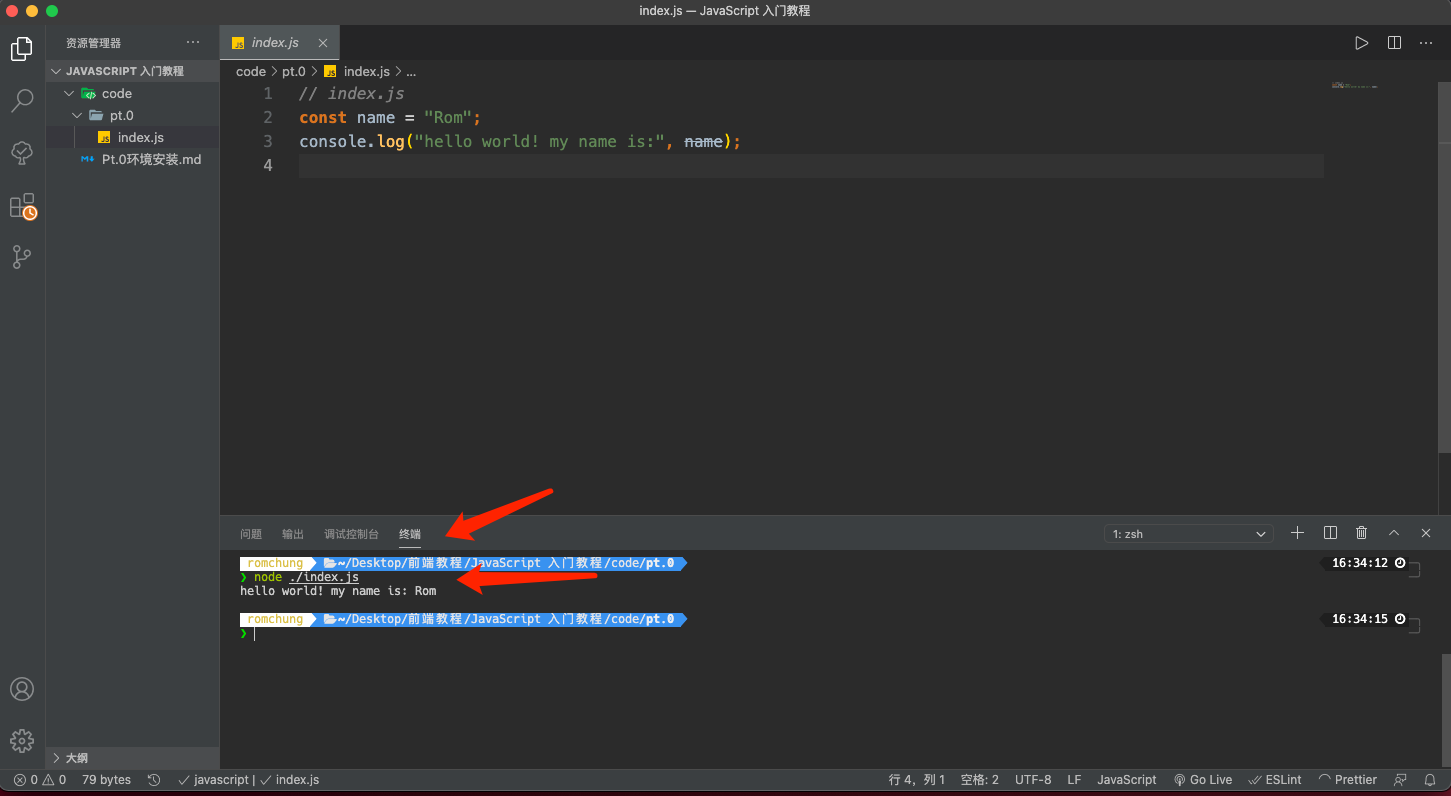 index.js — JavaScript 入门教程
资源管理器 ···
JAVASCRIPT 入门教程
code
pt.0
JS index.js
M↓ Pt.0环境安装.md
大纲
JS index.js
code > pt.0 > JS index.js > ...
1 // index.js
2 const name = "Rom";
3 console.log("hello world! my name is:", name);
4
问题 输出 调试控制台 终端 1: zsh
romchung ~/Desktop/前端教程/JavaScript 入门教程/code/pt.0 16:34:12
❯ node ./index.js
hello world! my name is: Rom
romchung ~/Desktop/前端教程/JavaScript 入门教程/code/pt.0 16:34:15
❯
0 0 79 bytes javascript | index.js 行 4，列 1 空格: 2 UTF-8 LF JavaScript Go Live ESLint Prettier